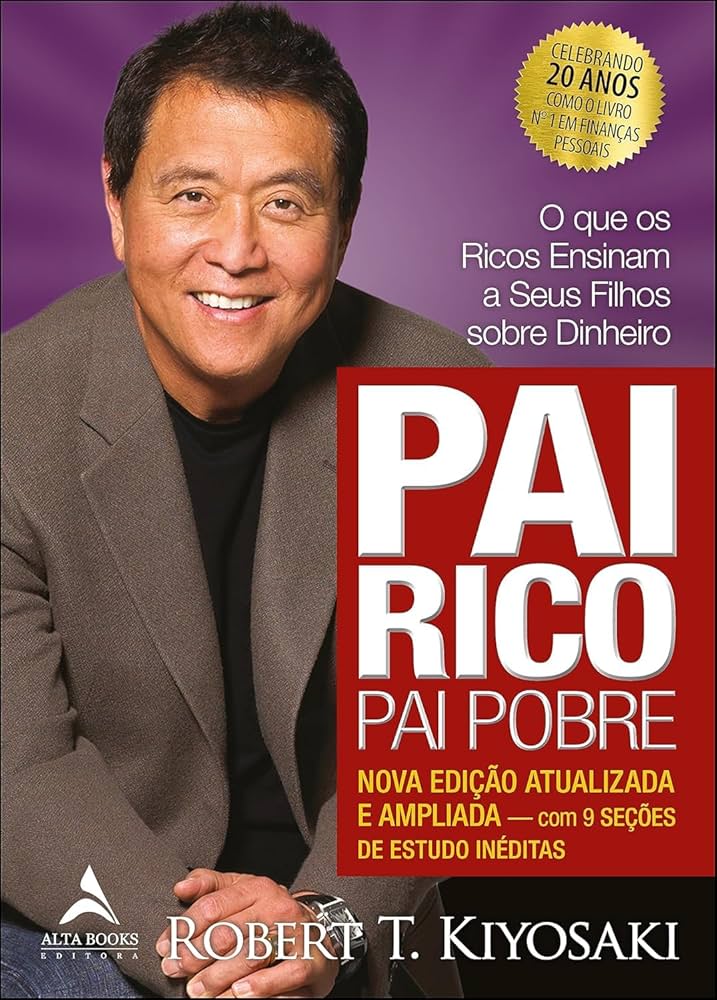 CELEBRANDO
20 ANOS
COMO O LIVRO
Nº 1 EM FINANÇAS
PESSOAIS
O que os
Ricos Ensinam
a Seus Filhos
sobre Dinheiro
PAI
RICO
PAI POBRE
NOVA EDIÇÃO ATUALIZADA
E AMPLIADA — com 9 SEÇÕES
DE ESTUDO INÉDITAS
ALTA BOOKS
EDITORA
ROBERT T. KIYOSAKI